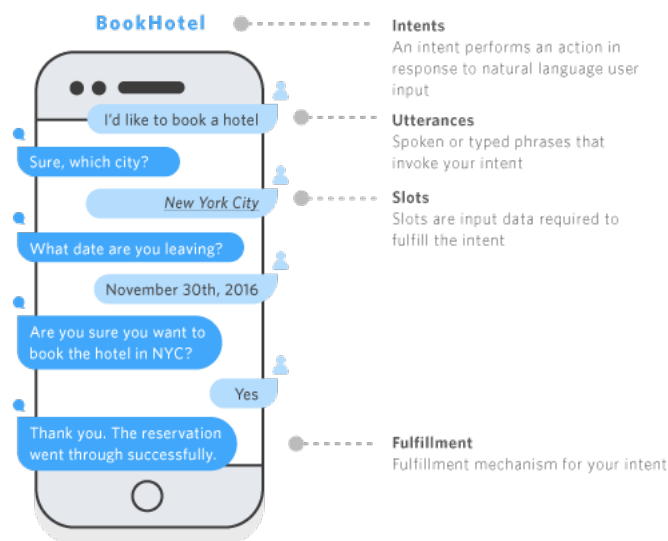 BookHotel
Intents
An intent performs an action in
response to natural language user
input
I'd like to book a hotel
Utterances
Spoken or typed phrases that
invoke your intent
Sure, which city?
New York City
Slots
Slots are input data required to
fulfill the intent
What date are you leaving?
November 30th, 2016
Are you sure you want to
book the hotel in NYC?
Yes
Thank you. The reservation
went through successfully.
Fulfillment
Fulfillment mechanism for your intent